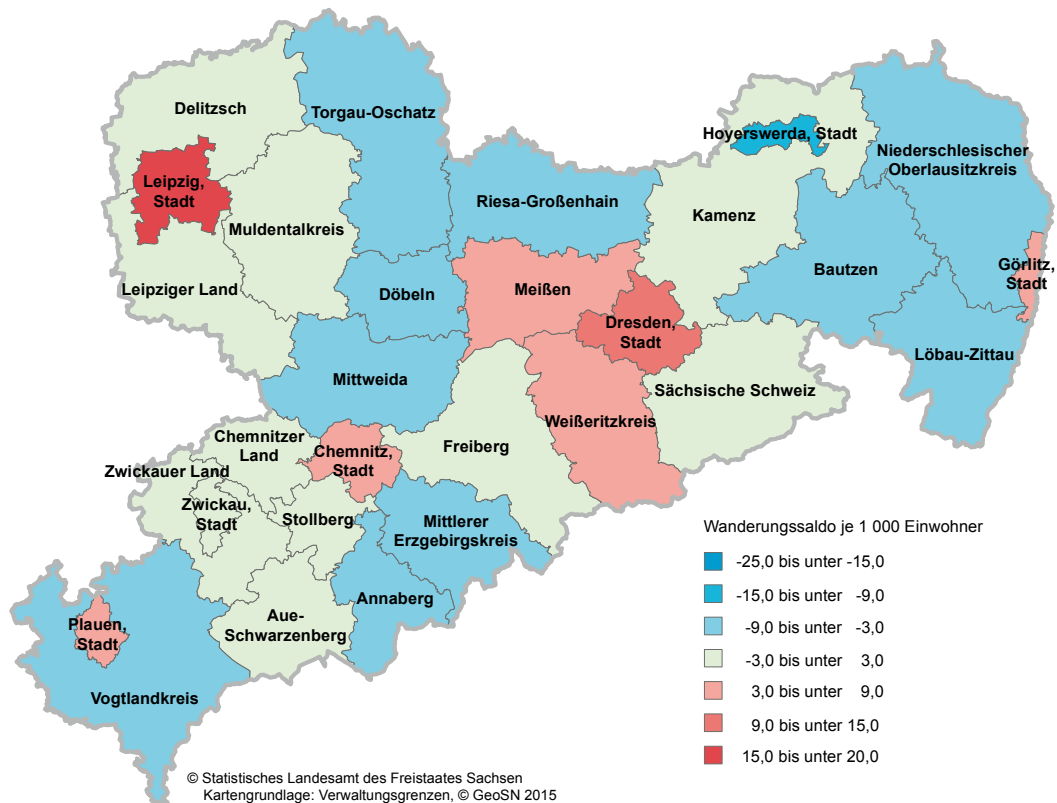 Delitzsch
Torgau-Oschatz
Hoyerswerda, Stadt
Niederschlesischer
Oberlausitzkreis
Leipzig,
Stadt
Riesa-Großenhain
Kamenz
Muldentalkreis
Görlitz,
Stadt
Bautzen
Leipziger Land
Döbeln
Meißen
Dresden,
Stadt
Löbau-Zittau
Mittweida
Sächsische Schweiz
Weißeritzkreis
Chemnitzer
Land
Freiberg
Chemnitz,
Stadt
Zwickauer Land
Zwickau,
Stadt
Stollberg
Mittlerer
Erzgebirgskreis
Annaberg
Aue-
Schwarzenberg
Plauen,
Stadt
Vogtlandkreis
Wanderungssaldo je 1 000 Einwohner
-25,0 bis unter -15,0
-15,0 bis unter -9,0
-9,0 bis unter -3,0
-3,0 bis unter 3,0
3,0 bis unter 9,0
9,0 bis unter 15,0
15,0 bis unter 20,0
© Statistisches Landesamt des Freistaates Sachsen
Kartengrundlage: Verwaltungsgrenzen, © GeoSN 2015